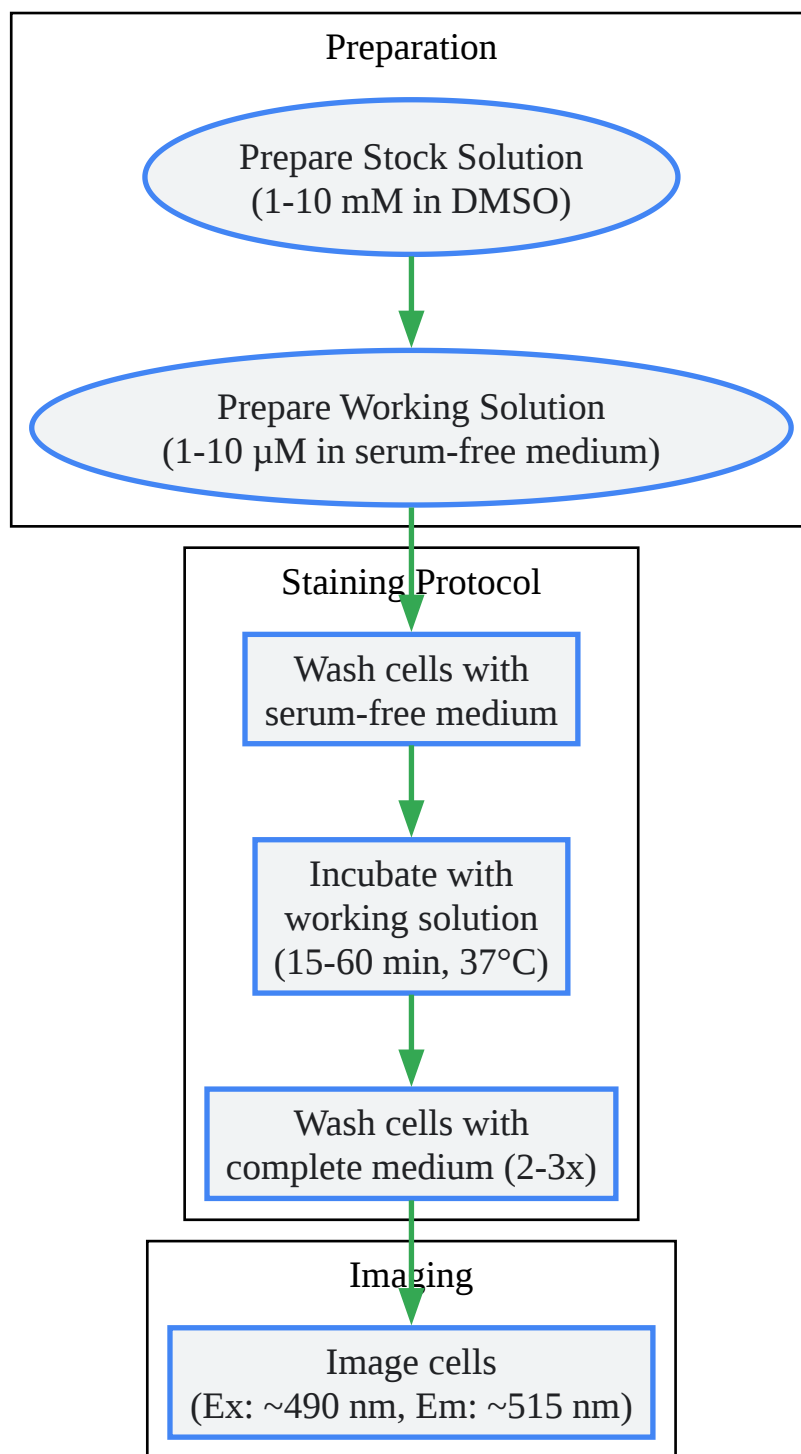 Preparation
Prepare Stock Solution
(1-10 mM in DMSO)
Prepare Working Solution
(1-10 µM in serum-free medium)
Staining Protocol
Wash cells with
serum-free medium
Incubate with
working solution
(15-60 min, 37°C)
Wash cells with
complete medium (2-3x)
Imaging
Image cells
(Ex: ~490 nm, Em: ~515 nm)